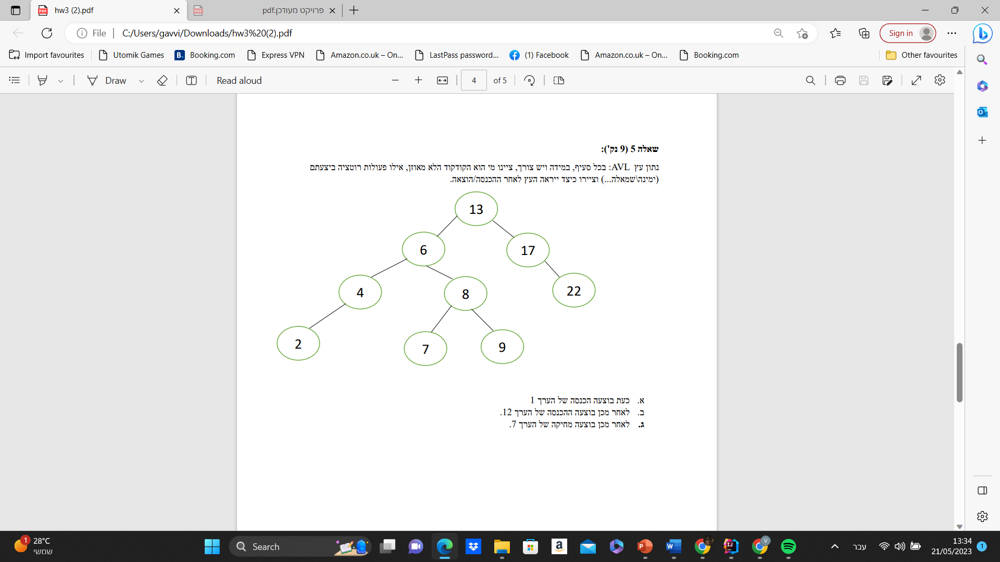 hw3 (2).pdf
פרויקט מעודכן.pdf
File
C:/Users/gavvi/Downloads/hw3%20(2).pdf
Sign in
Import favourites
Utomik Games
B. Booking.com
Express VPN
Amazon.co.uk – On...
LastPass password...
(1) Facebook
Amazon.co.uk – On...
Booking.com
Other favourites
Draw
Read aloud
4 of 5
שאלה 5 (9 נק'):
נתון עץ AVL: בכל סעיף, במידה ויש צורך, ציינו מי הוא הקודקוד הלא מאוזן, אילו פעולות רוטציה ביצעתם
(ימינה\שמאלה...) וציירו כיצד ייראה העץ לאחר ההכנסה/הוצאה.
13
6
17
4
8
22
2
7
9
א. כעת בוצעה הכנסה של הערך 1
ב. לאחר מכן בוצעה ההכנסה של הערך 12.
ג. לאחר מכן בוצעה מחיקה של הערך 7.
1
28°C
שמשי
Search
עבר
13:34
21/05/2023
1